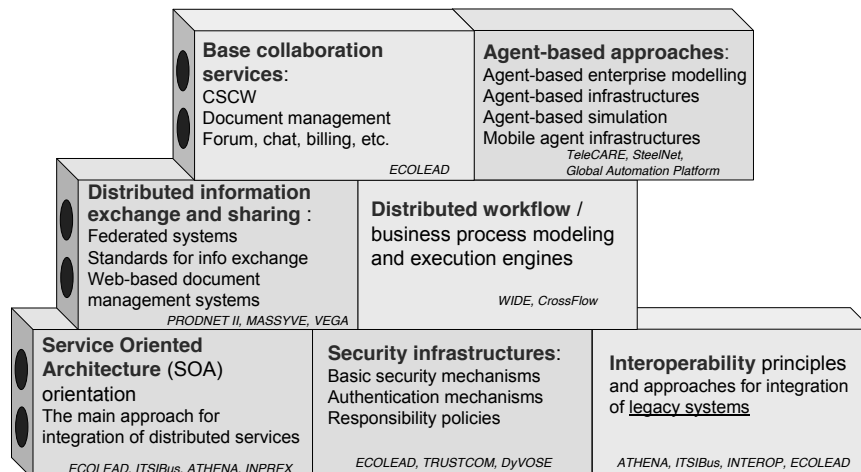 Base collaboration
services:
CSCW
Document management
Forum, chat, billing, etc.
ECOLEAD
Agent-based approaches:
Agent-based enterprise modelling
Agent-based infrastructures
Agent-based simulation
Mobile agent infrastructures
TeleCARE, SteelNet,
Global Automation Platform
Distributed information
exchange and sharing :
Federated systems
Standards for info exchange
Web-based document
management systems
PRODNET II, MASSYVE, VEGA
Distributed workflow /
business process modeling
and execution engines
WIDE, CrossFlow
Service Oriented
Architecture (SOA)
orientation
The main approach for
integration of distributed services
ECOLEAD, ITSIBus, ATHENA, INPREX
Security infrastructures:
Basic security mechanisms
Authentication mechanisms
Responsibility policies
ECOLEAD, TRUSTCOM, DyVOSE
Interoperability principles
and approaches for integration
of legacy systems
ATHENA, ITSIBus, INTEROP, ECOLEAD